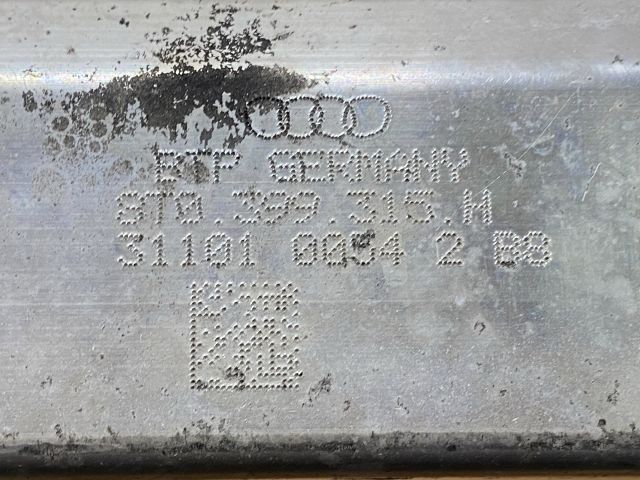 BTP GERMANY
8T0.399.315.M
31101 0054 2 B8